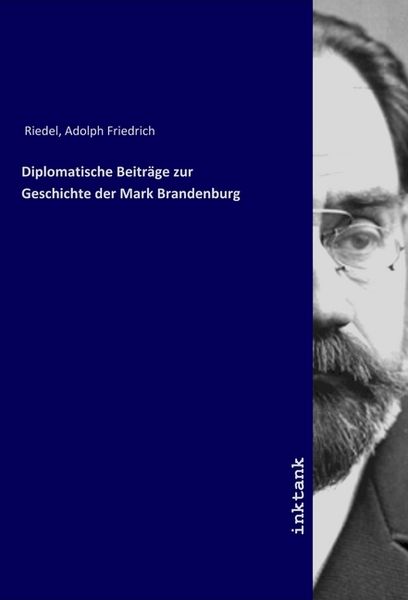 Riedel, Adolph Friedrich
Diplomatische Beiträge zur
Geschichte der Mark Brandenburg
inktank